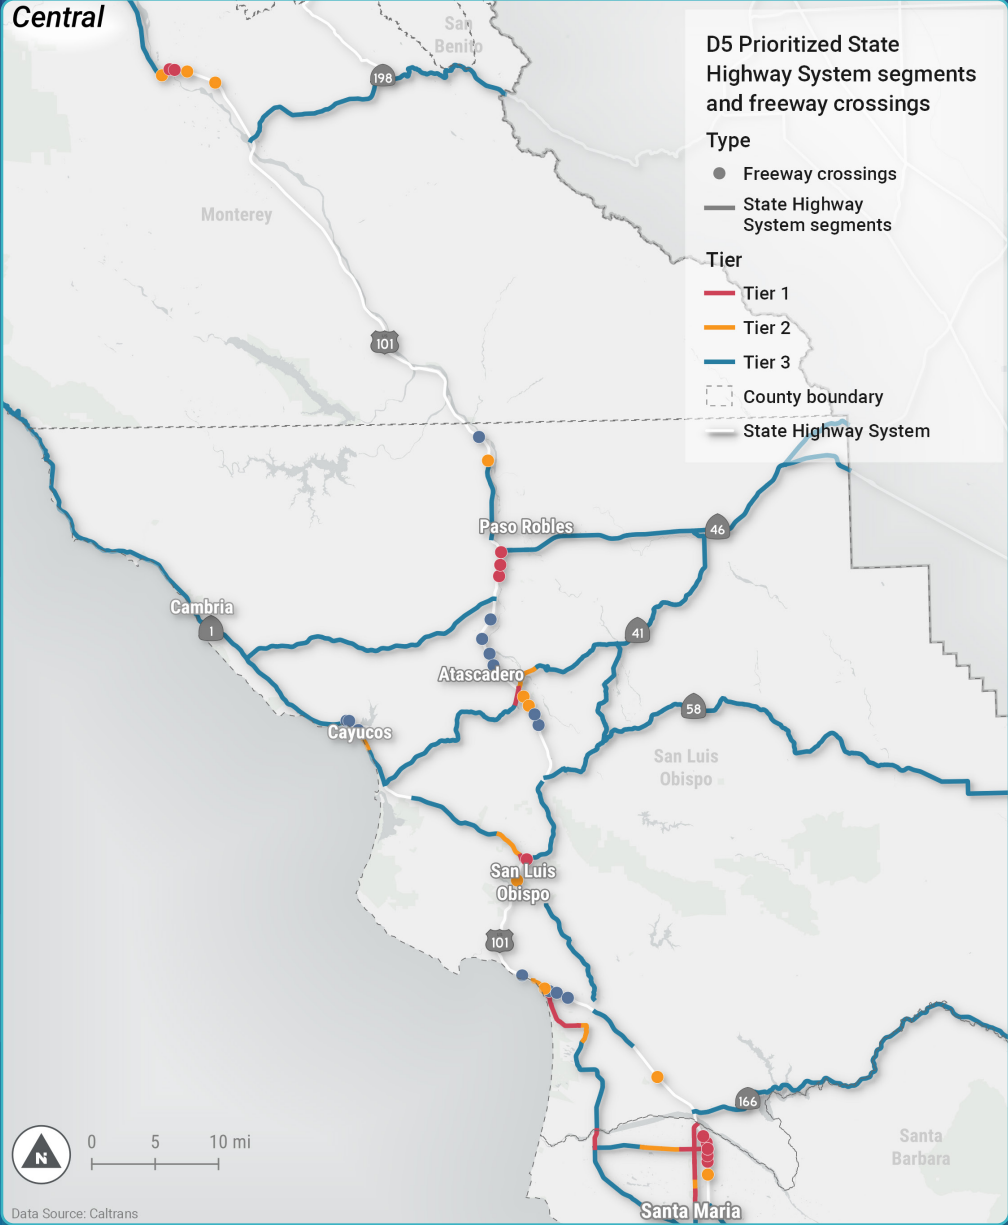 Central
D5 Prioritized State
Highway System segments
and freeway crossings
Type
Freeway crossings
State Highway
System segments
Tier
Tier 1
Tier 2
Tier 3
County boundary
State Highway System
San
Benito
198
Monterey
101
Paso Robles
46
Cambria
1
41
Atascadero
58
Cayucos
San Luis
Obispo
San Luis
Obispo
101
166
Santa
Barbara
N
0 5 10 mi
Santa Maria
Data Source: Caltrans